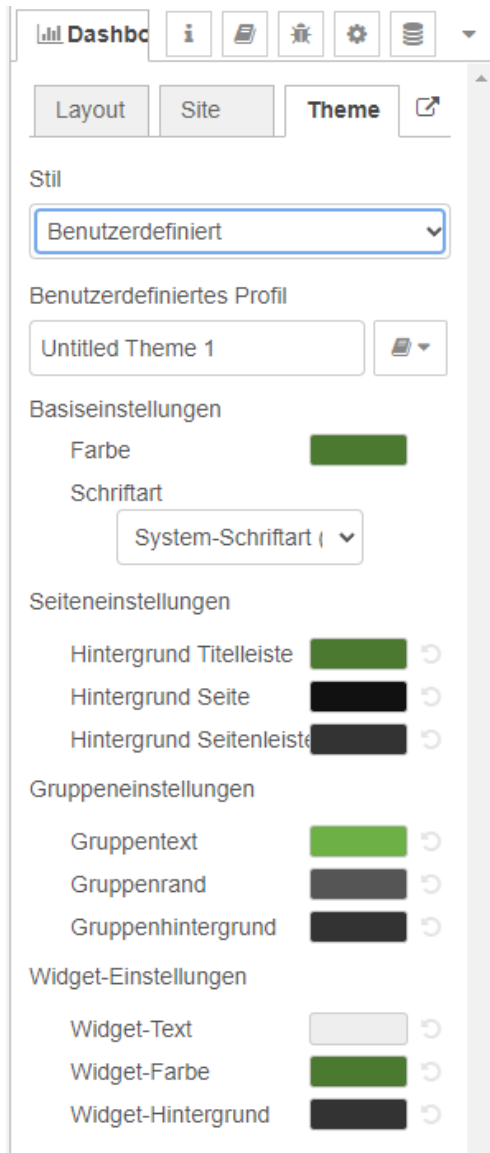 Dashbo
Layout Site Theme
Stil
Benutzerdefiniert
Benutzerdefiniertes Profil
Untitled Theme 1
Basiseinstellungen
Farbe
Schriftart
System-Schriftart (
Seiteneinstellungen
Hintergrund Titelleiste
Hintergrund Seite
Hintergrund Seitenleiste
Gruppeneinstellungen
Gruppentext
Gruppenrand
Gruppenhintergrund
Widget-Einstellungen
Widget-Text
Widget-Farbe
Widget-Hintergrund